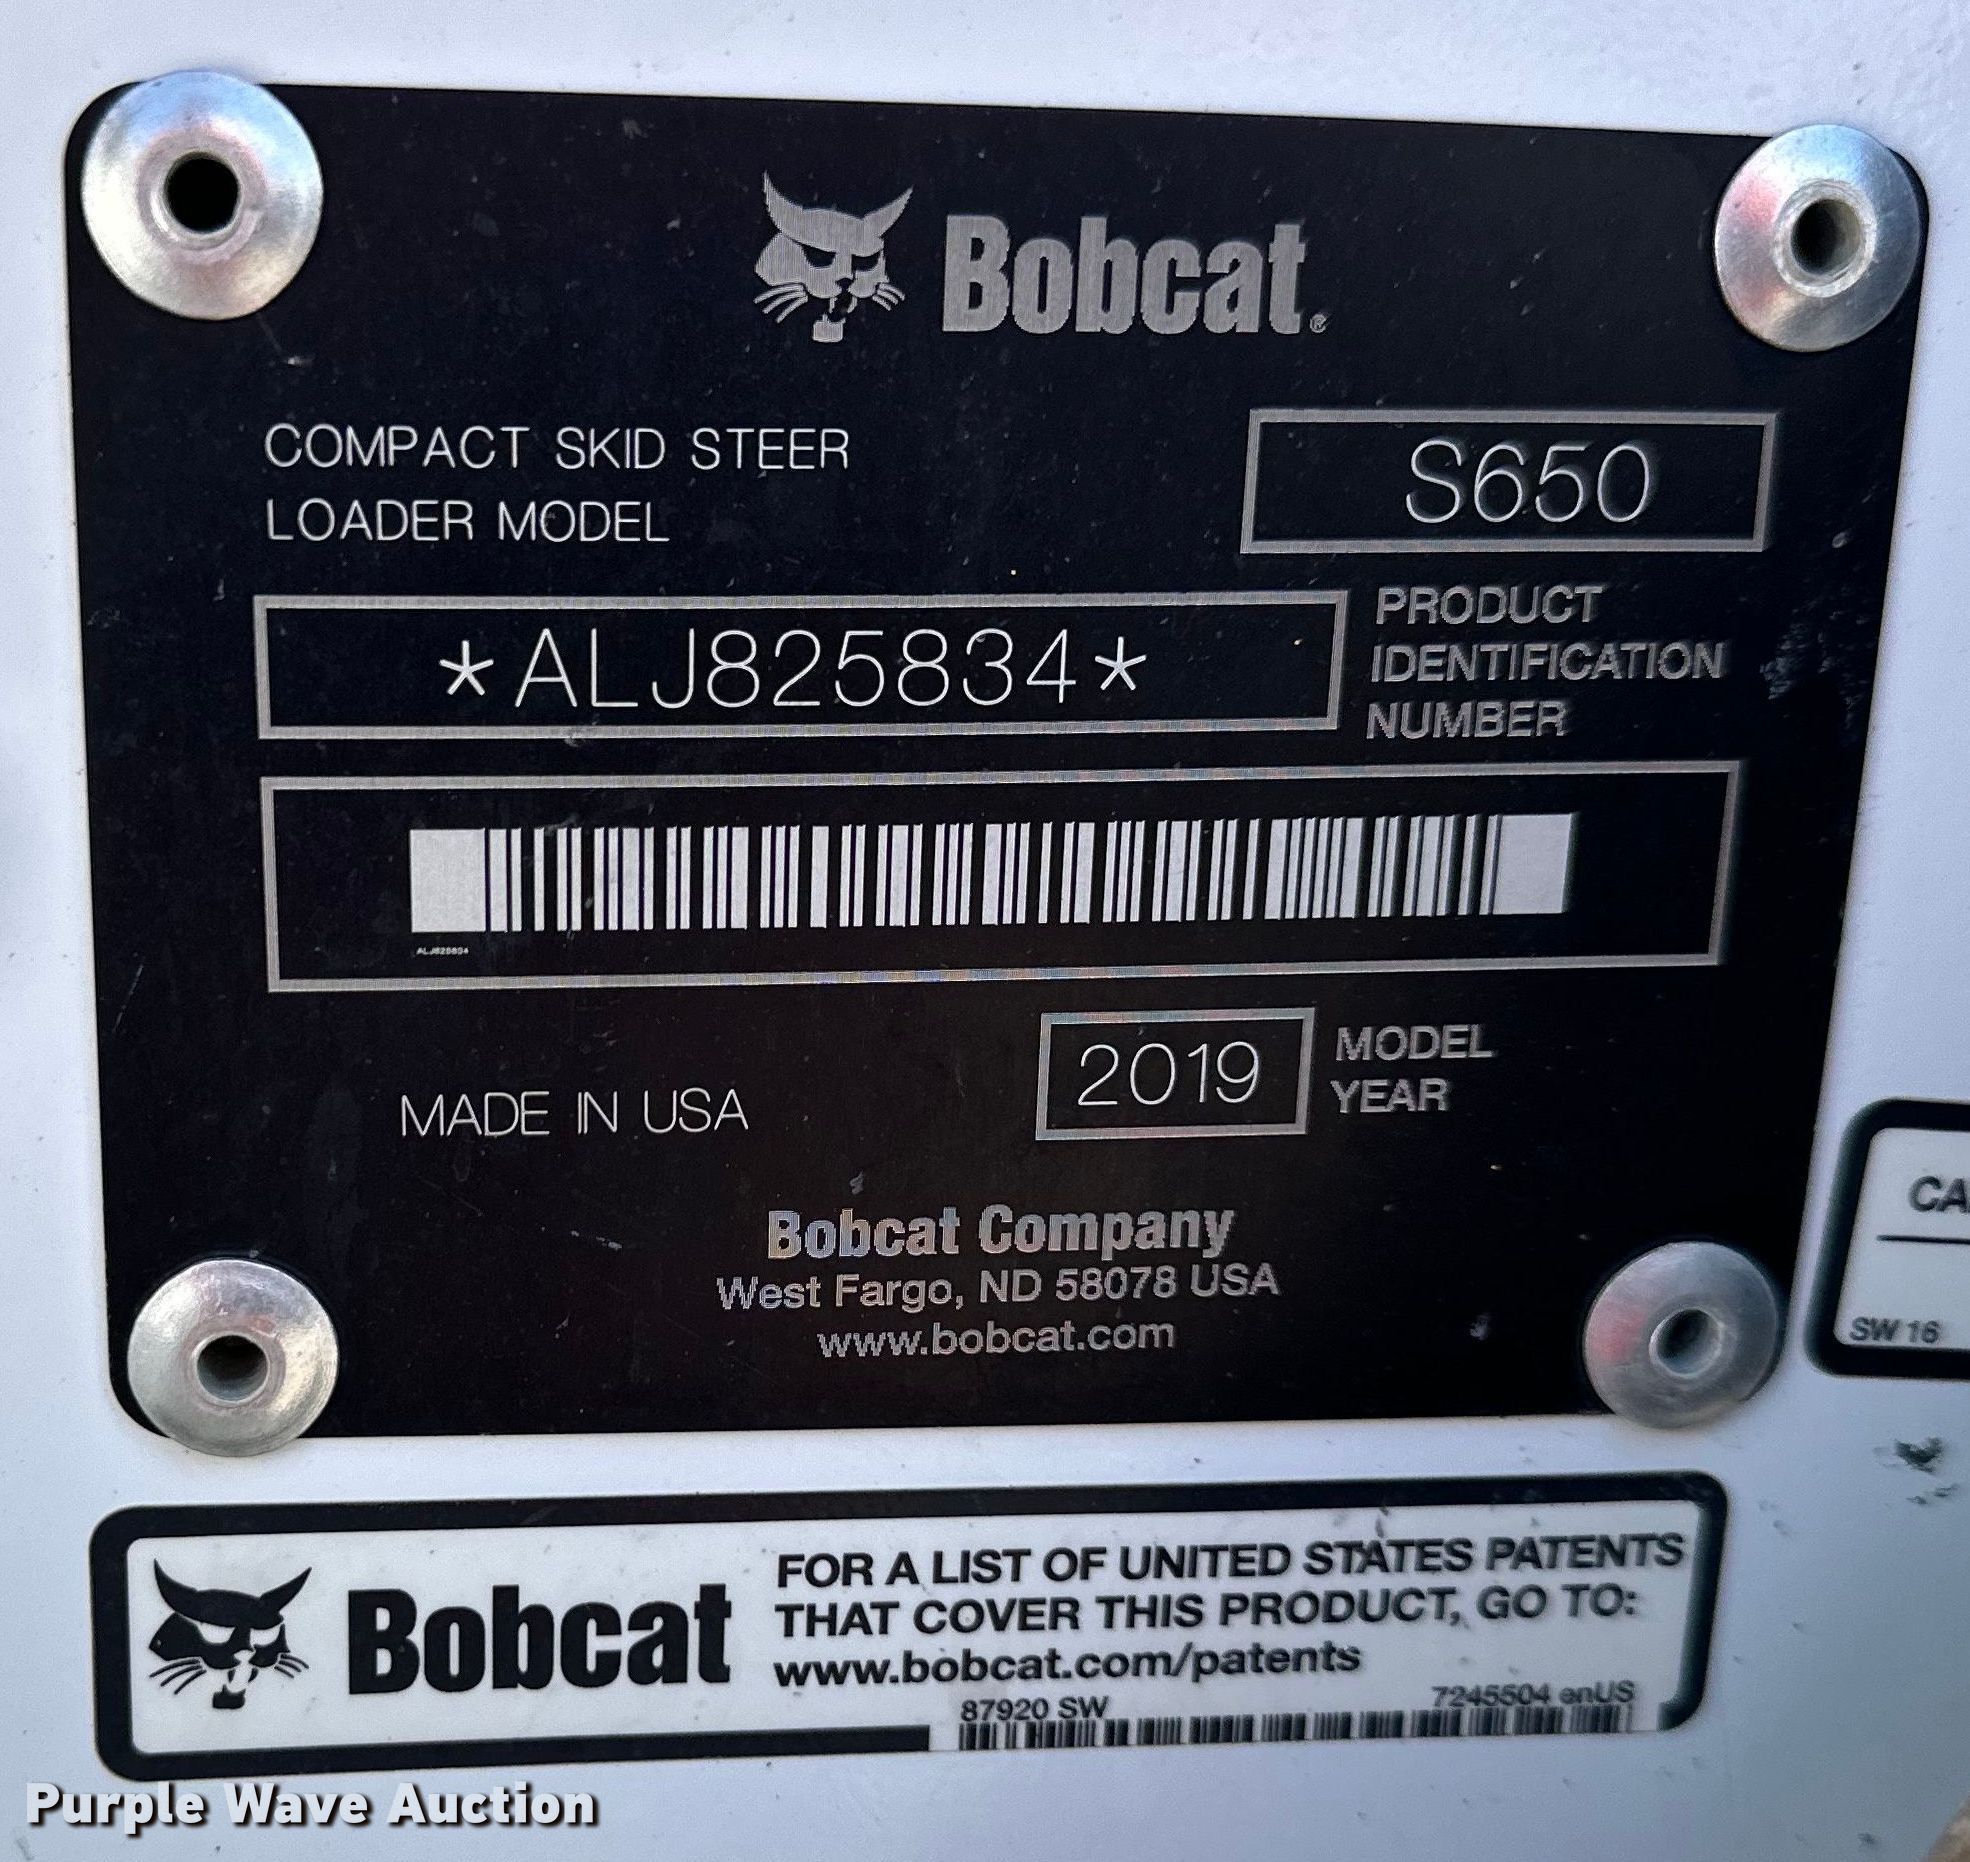 Bobcat®
COMPACT SKID STEER
LOADER MODEL
S650
*ALJ825834*
PRODUCT
IDENTIFICATION
NUMBER
ALJ825834
MADE IN USA
2019
MODEL
YEAR
Bobcat Company
West Fargo, ND 58078 USA
www.bobcat.com
CA
SW 16
Bobcat
FOR A LIST OF UNITED STATES PATENTS
THAT COVER THIS PRODUCT, GO TO:
www.bobcat.com/patents
87920 SW
7245504 enUS
Purple Wave Auction